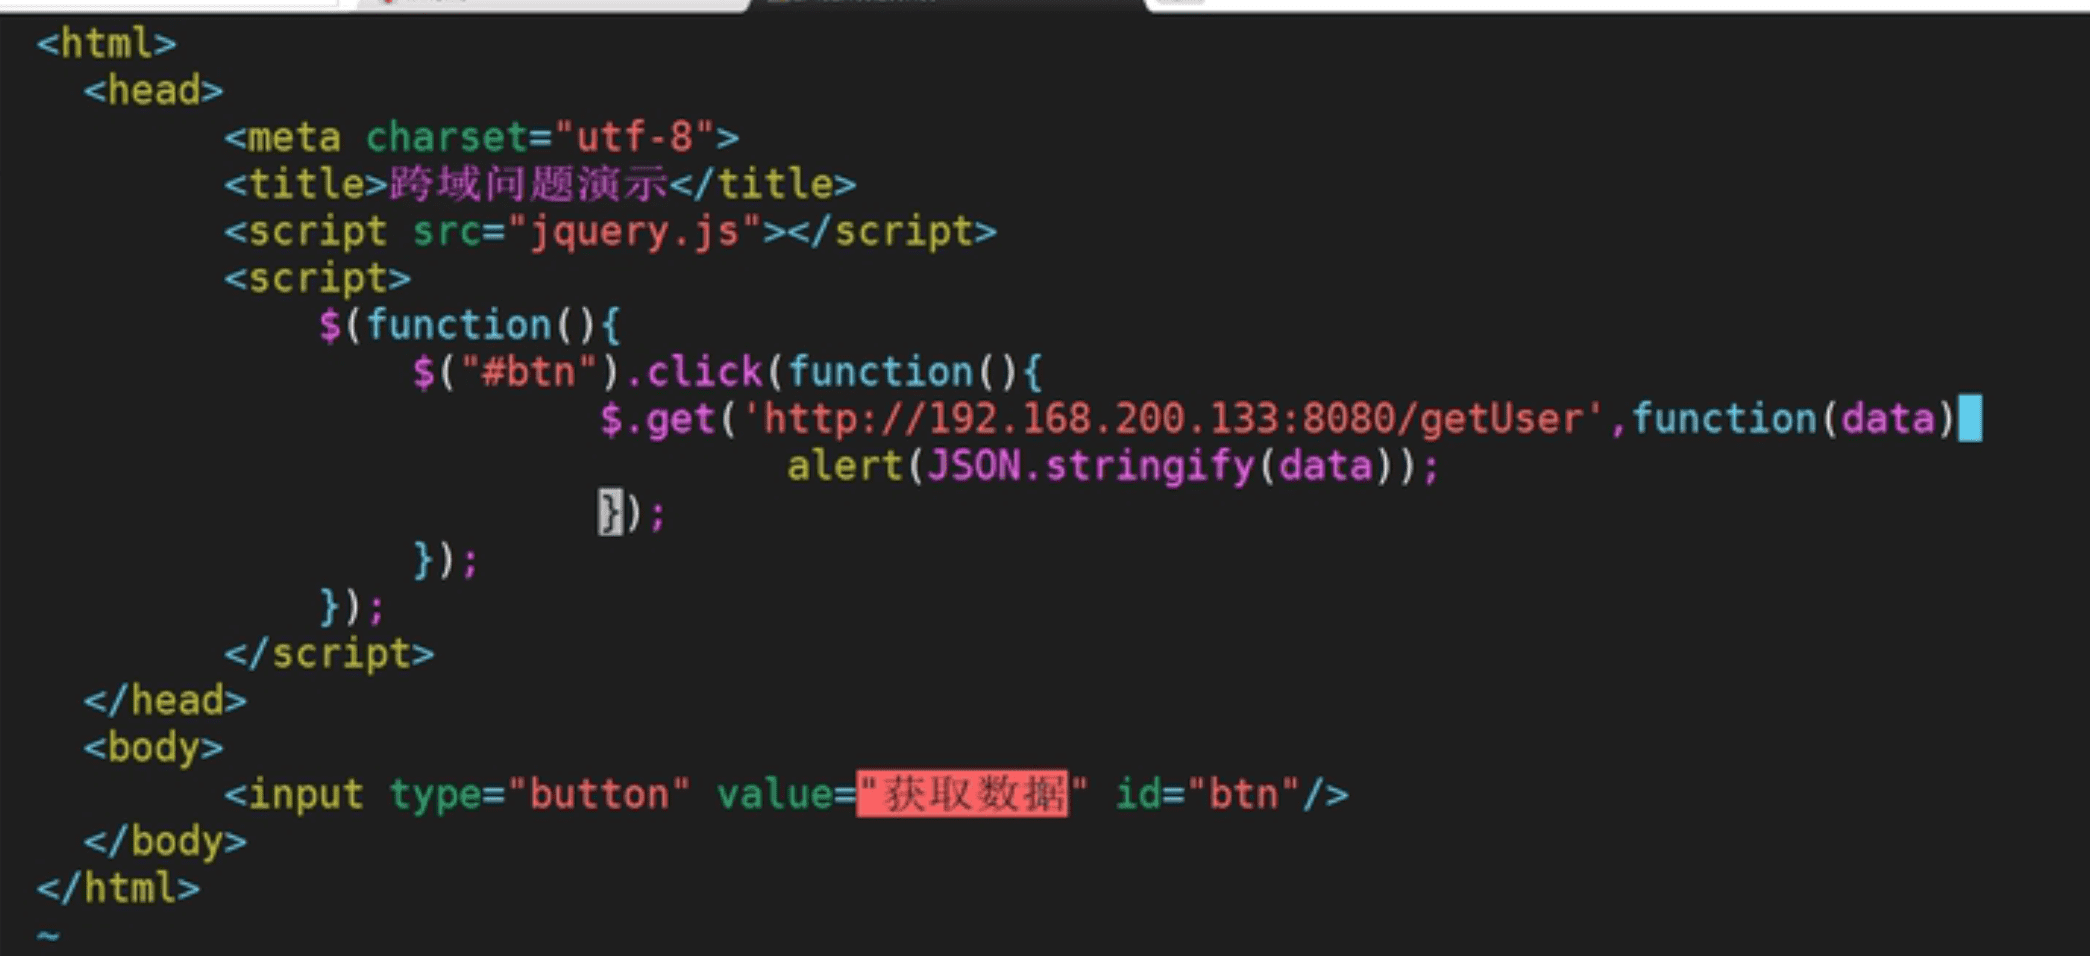 <html>
<head>
<meta charset="utf-8">
<title>跨域问题演示</title>
<script src="jquery.js"></script>
<script>
$(function(){
$("#btn").click(function(){
$.get('http://192.168.200.133:8080/getUser',function(data)
alert(JSON.stringify(data));
});
});
});
</script>
</head>
<body>
<input type="button" value="获取数据" id="btn"/>
</body>
</html>
~